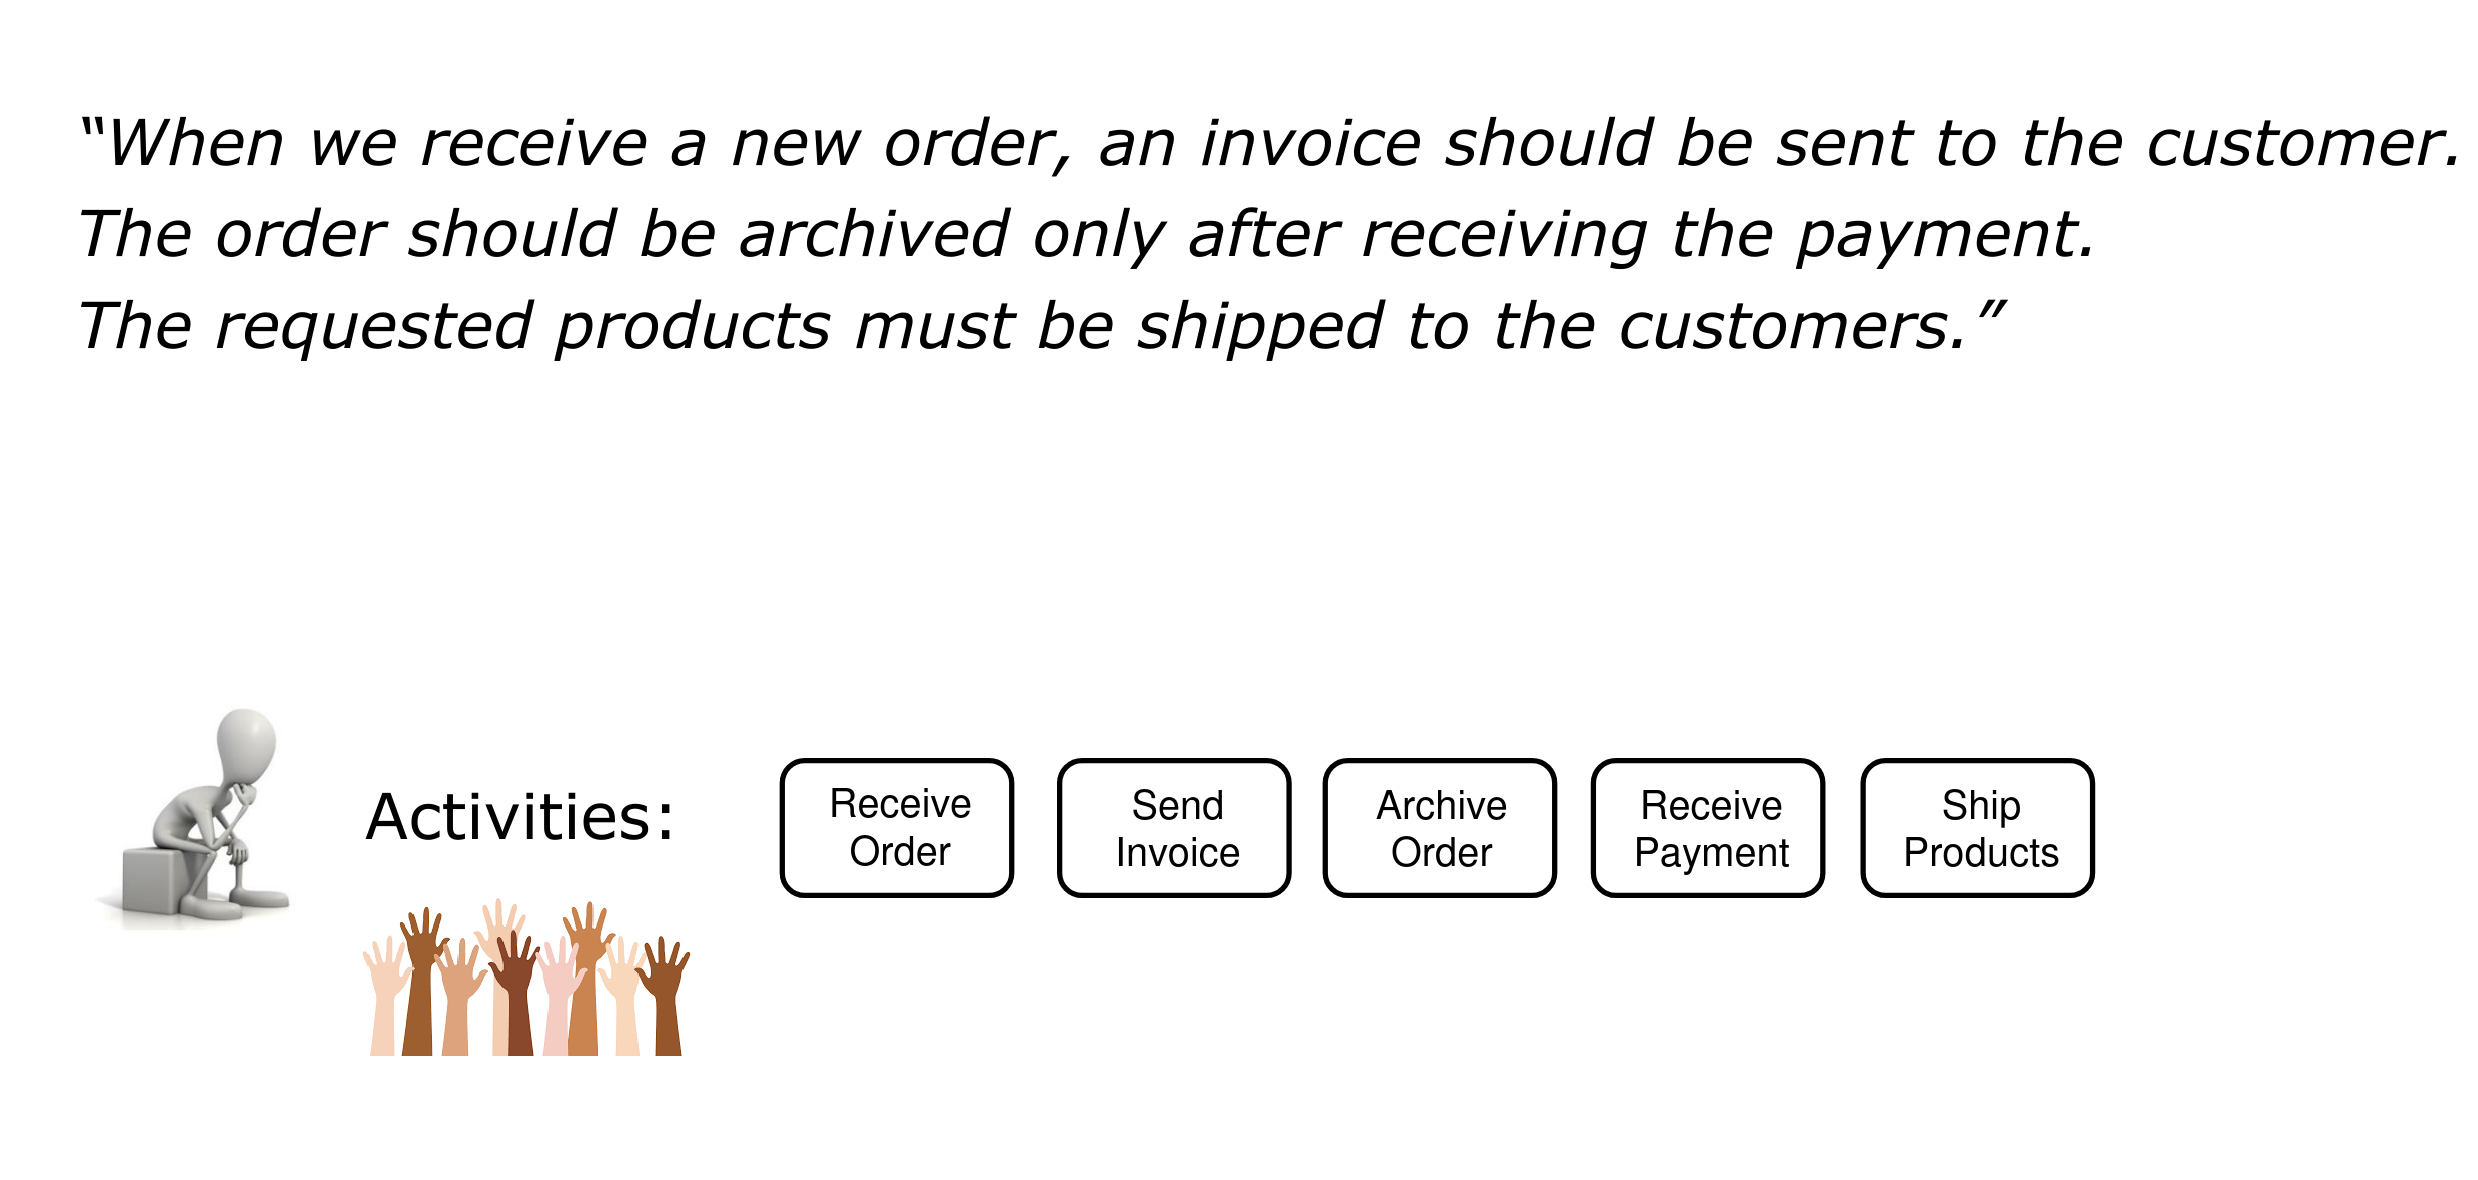 “When we receive a new order, an invoice should be sent to the customer.
The order should be archived only after receiving the payment.
The requested products must be shipped to the customers.”
Activities:
Receive
Order
Send
Invoice
Archive
Order
Receive
Payment
Ship
Products